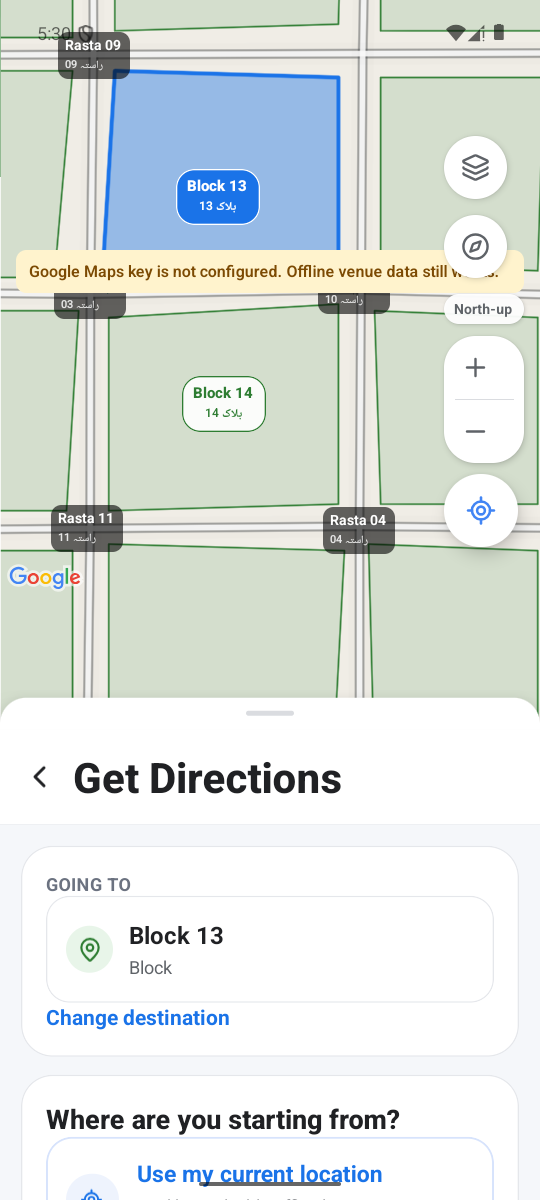 5:30
Rasta 09
راستہ 09
Block 13
بلاک 13
Google Maps key is not configured. Offline venue data still
راستہ 03
راستہ 10
North-up
Block 14
بلاک 14
Rasta 11
راستہ 11
Rasta 04
راستہ 04
Google
Get Directions
GOING TO
Block 13
Block
Change destination
Where are you starting from?
Use my current location